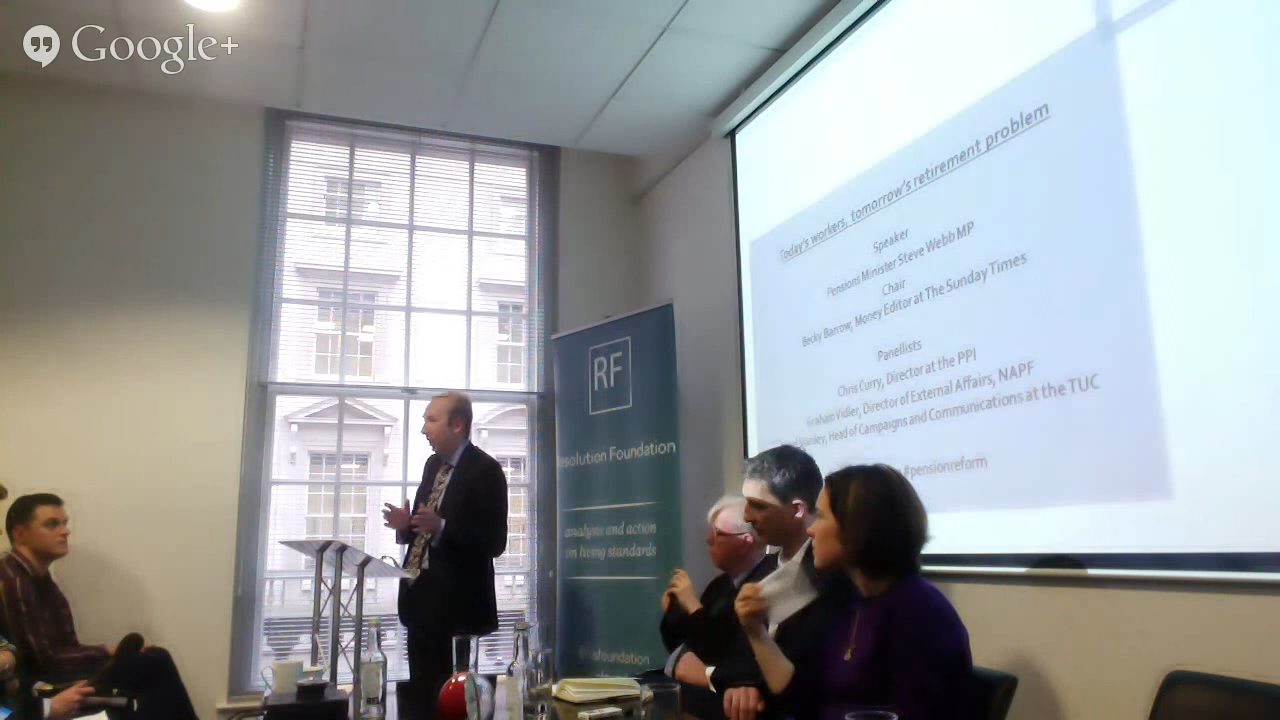 Google+
Today's workers, tomorrow's retirement problem
Speaker
Pensions Minister Steve Webb MP
Chair
Becky Barrow, Money Editor at The Sunday Times
Panellists
Chris Curry, Director at the PPI
Graham Vidler, Director of External Affairs, NAPF
Head of Campaigns and Communications at the TUC
#pensionreform
RF
esolution Foundation
analysis and action
on living standards
foundation